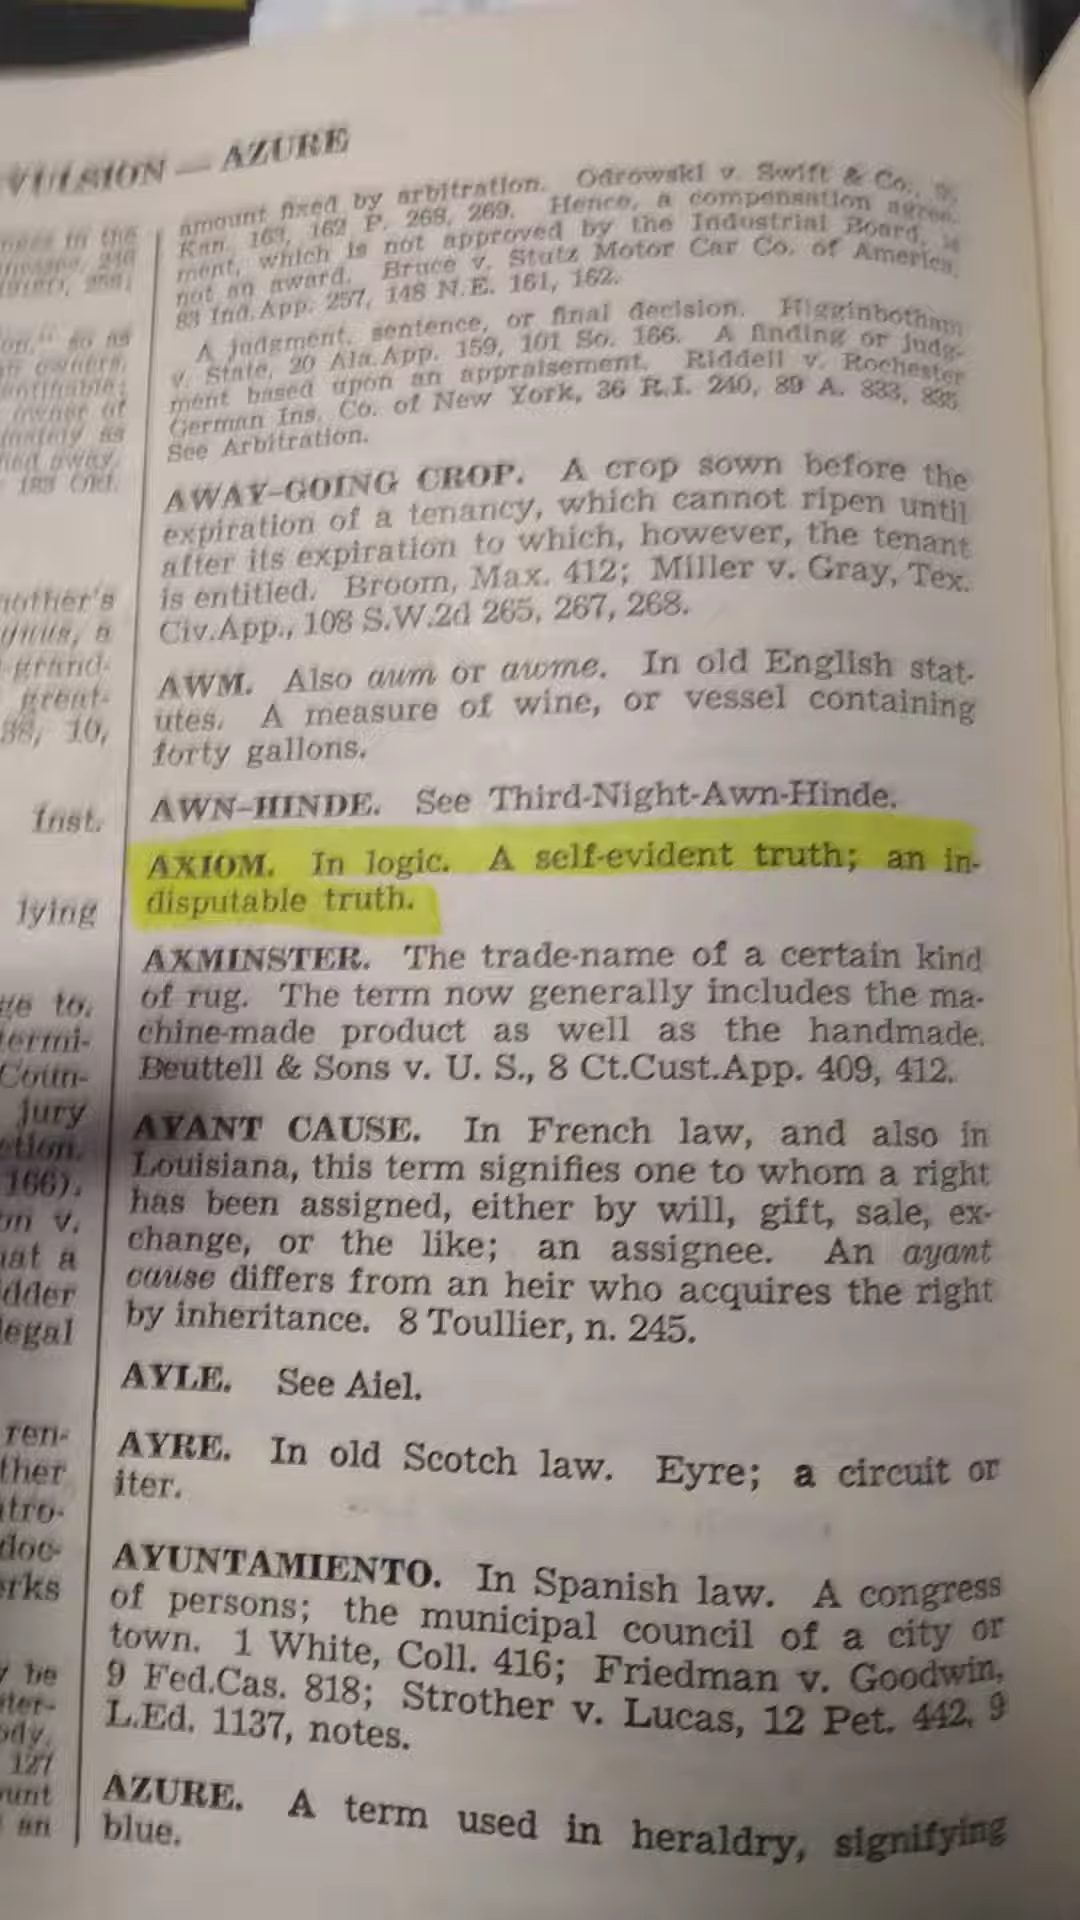 VULSION — AZURE
amount fixed by arbitration. Odrowski v. Swift & Co.,
Kan. 163, 162 P. 268, 269. Hence, a compensation agree-
ment, which is not approved by the Industrial Board, is
not an award. Bruce v. Stutz Motor Car Co. of America,
83 Ind.App. 257, 148 N.E. 161, 162.
A judgment, sentence, or final decision. Higginbotham
v. State, 20 Ala.App. 159, 101 So. 166. A finding or judg-
ment based upon an appraisement. Riddell v. Rochester
German Ins. Co. of New York, 36 R.I. 240, 89 A. 833, 835.
See Arbitration.
AWAY-GOING CROP. A crop sown before the
expiration of a tenancy, which cannot ripen until
after its expiration to which, however, the tenant
is entitled. Broom, Max. 412; Miller v. Gray, Tex.
Civ.App., 108 S.W.2d 265, 267, 268.
AWM. Also aum or awme. In old English stat-
utes. A measure of wine, or vessel containing
forty gallons.
AWN-HINDE. See Third-Night-Awn-Hinde.
AXIOM. In logic. A self-evident truth; an in-
disputable truth.
AXMINSTER. The trade-name of a certain kind
of rug. The term now generally includes the ma-
chine-made product as well as the handmade.
Beuttell & Sons v. U. S., 8 Ct.Cust.App. 409, 412.
AYANT CAUSE. In French law, and also in
Louisiana, this term signifies one to whom a right
has been assigned, either by will, gift, sale, ex-
change, or the like; an assignee. An ayant
cause differs from an heir who acquires the right
by inheritance. 8 Toullier, n. 245.
AYLE. See Aiel.
AYRE. In old Scotch law. Eyre; a circuit or
iter.
AYUNTAMIENTO. In Spanish law. A congress
of persons; the municipal council of a city or
town. 1 White, Coll. 416; Friedman v. Goodwin,
9 Fed.Cas. 818; Strother v. Lucas, 12 Pet. 442, 9
L.Ed. 1137, notes.
AZURE. A term used in heraldry, signifying
blue.